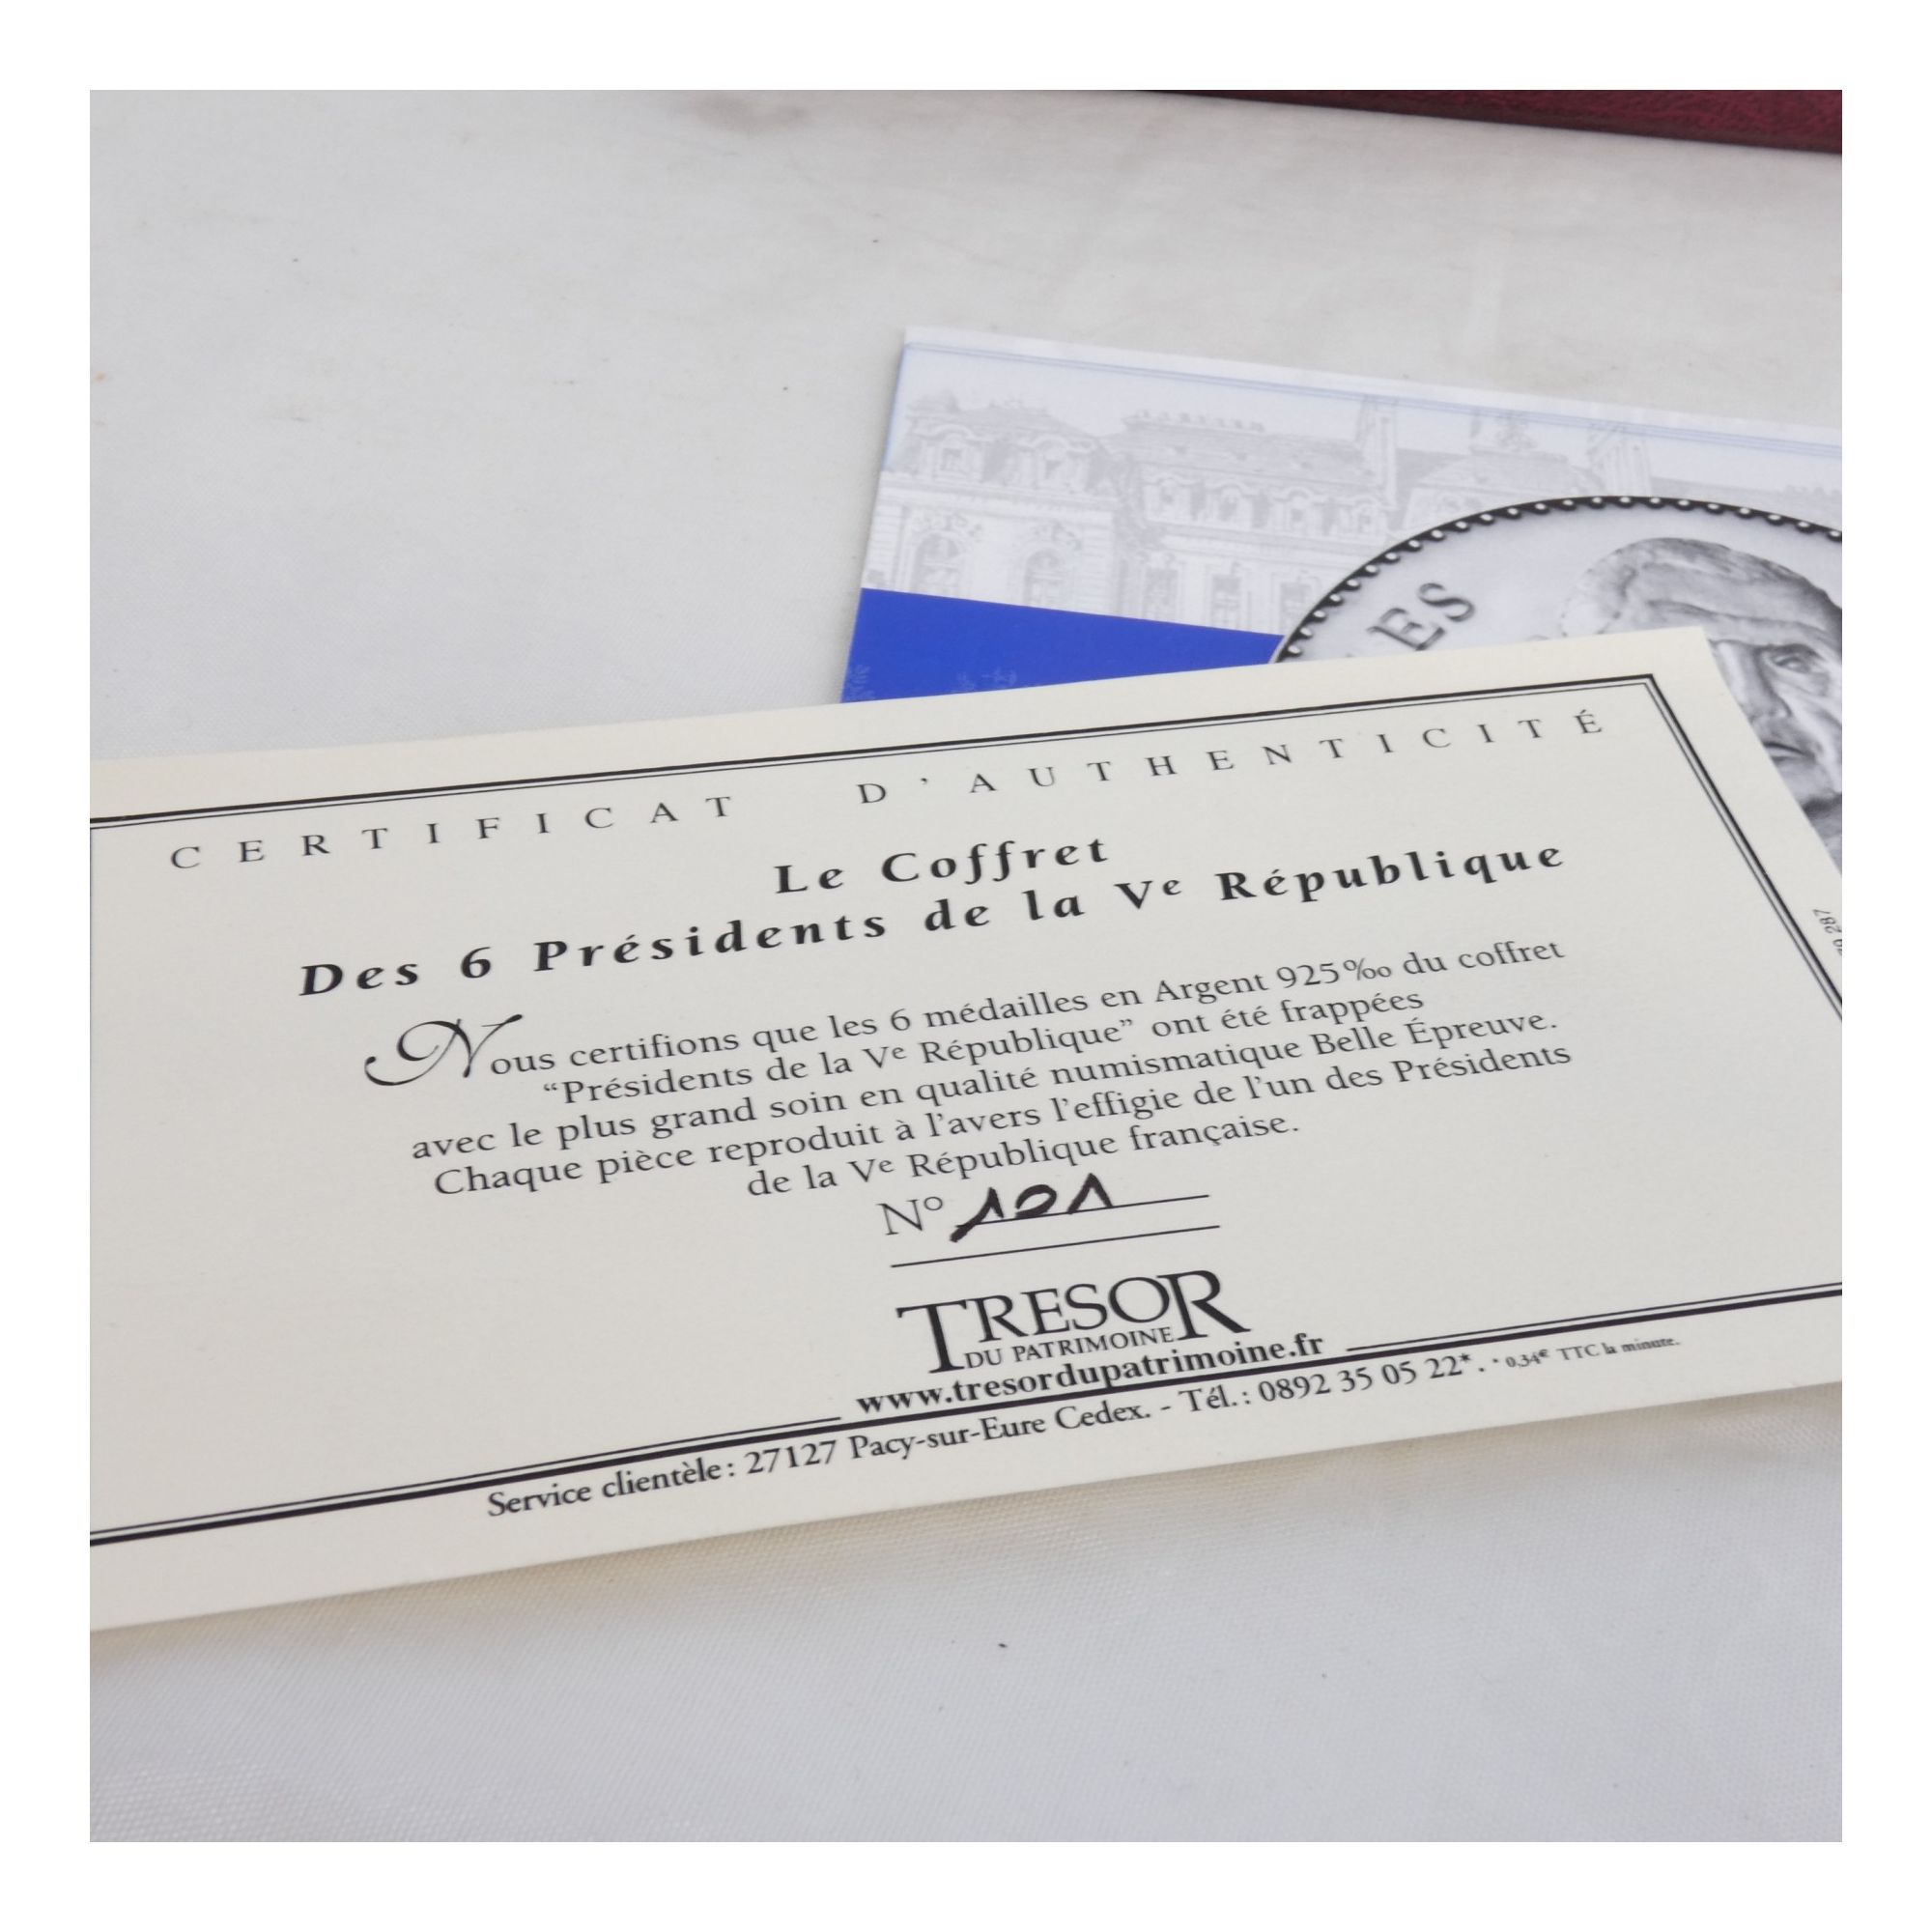 ES
CERTIFICAT D'AUTHENTICITÉ
Le Coffret
Des 6 Présidents de la Ve République
Nous certifions que les 6 médailles en Argent 925‰ du coffret
“Présidents de la Ve République” ont été frappées
avec le plus grand soin en qualité numismatique Belle Épreuve.
Chaque pièce reproduit à l’avers l’effigie de l’un des Présidents
de la Ve République française.
N° 101
TRESOR
DU PATRIMOINE
www.tresordupatrimoine.fr
Service clientèle: 27127 Pacy-sur-Eure Cedex. - Tél.: 0892 35 05 22*. * 0,34€ TTC la minute.